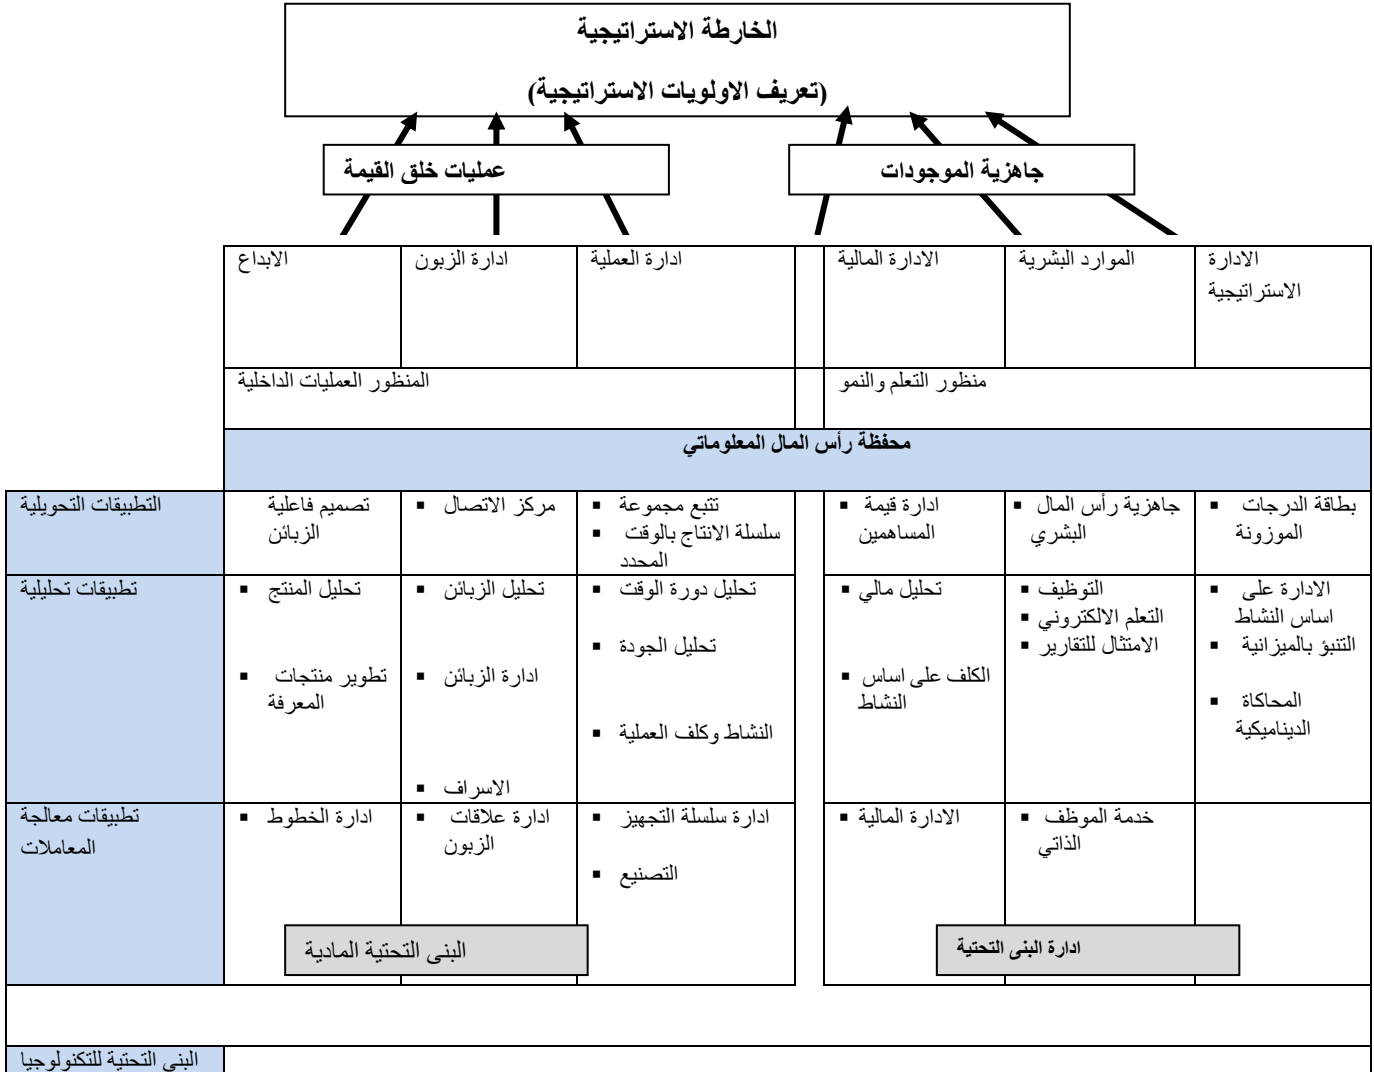 الخارطة الاستراتيجية
(تعريف الاولويات الاستراتيجية)
عمليات خلق القيمة
جاهزية الموجودات
الابداع
ادارة الزبون
ادارة العملية
الادارة المالية
الموارد البشرية
الادارة
الاستراتيجية
المنظور العمليات الداخلية
منظور التعلم والنمو
محفظة رأس المال المعلوماتي
التطبيقات التحويلية
تصميم فاعلية
الزبائن
▪ مركز الاتصال
▪ تتبع مجموعة
▪ سلسلة الانتاج بالوقت
المحدد
▪ ادارة قيمة
المساهمين
▪ جاهزية رأس المال
البشري
▪ بطاقة الدرجات
الموزونة
تطبيقات تحليلية
▪ تحليل المنتج
▪ تطوير منتجات
المعرفة
▪ تحليل الزبائن
▪ ادارة الزبائن
▪ الاسراف
▪ تحليل دورة الوقت
▪ تحليل الجودة
▪ النشاط وكلف العملية
▪ تحليل مالي
▪ الكلف على اساس
النشاط
▪ التوظيف
▪ التعلم الالكتروني
▪ الامتثال للتقارير
▪ الادارة على
اساس النشاط
▪ التنبؤ بالميزانية
▪ المحاكاة
الديناميكية
تطبيقات معالجة
المعاملات
▪ ادارة الخطوط
▪ ادارة علاقات
الزبون
▪ ادارة سلسلة التجهيز
▪ التصنيع
▪ الادارة المالية
▪ خدمة الموظف
الذاتي
البنى التحتية المادية
ادارة البنى التحتية
البنى التحتية للتكنولوجيا